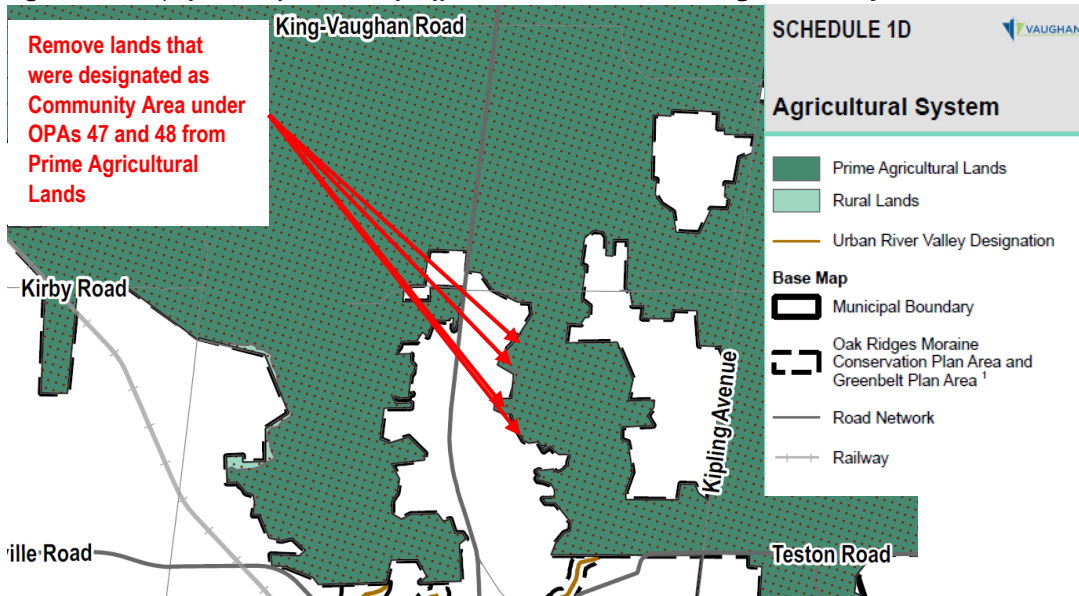 King-Vaughan Road
Remove lands that
were designated as
Community Area under
OPAs 47 and 48 from
Prime Agricultural
Lands
Kirby Road
Kipling Avenue
ville Road
Teston Road
SCHEDULE 1D
VAUGHAN
Agricultural System
Prime Agricultural Lands
Rural Lands
Urban River Valley Designation
Base Map
Municipal Boundary
Oak Ridges Moraine
Conservation Plan Area and
Greenbelt Plan Area 1
Road Network
Railway